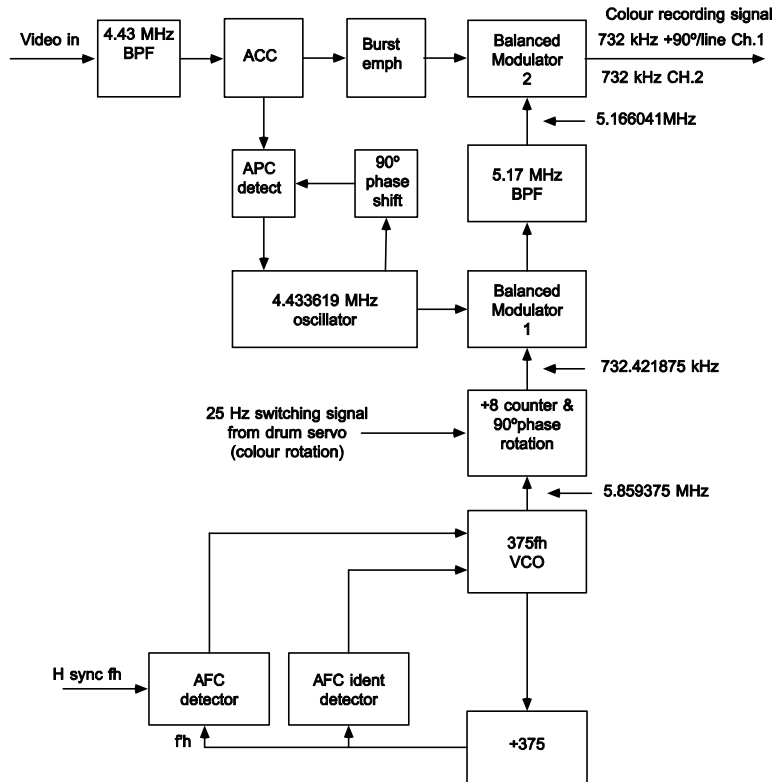 Video in
4.43 MHz
BPF
ACC
Burst
emph
Balanced
Modulator
2
Colour recording signal
732 kHz +90º/line Ch.1
732 kHz CH.2
5.166041MHz
APC
detect
90º
phase
shift
5.17 MHz
BPF
4.433619 MHz
oscillator
Balanced
Modulator
1
732.421875 kHz
25 Hz switching signal
from drum servo
(colour rotation)
+8 counter &
90ºphase
rotation
5.859375 MHz
375fh
VCO
H sync fh
AFC
detector
AFC ident
detector
f'h
+375